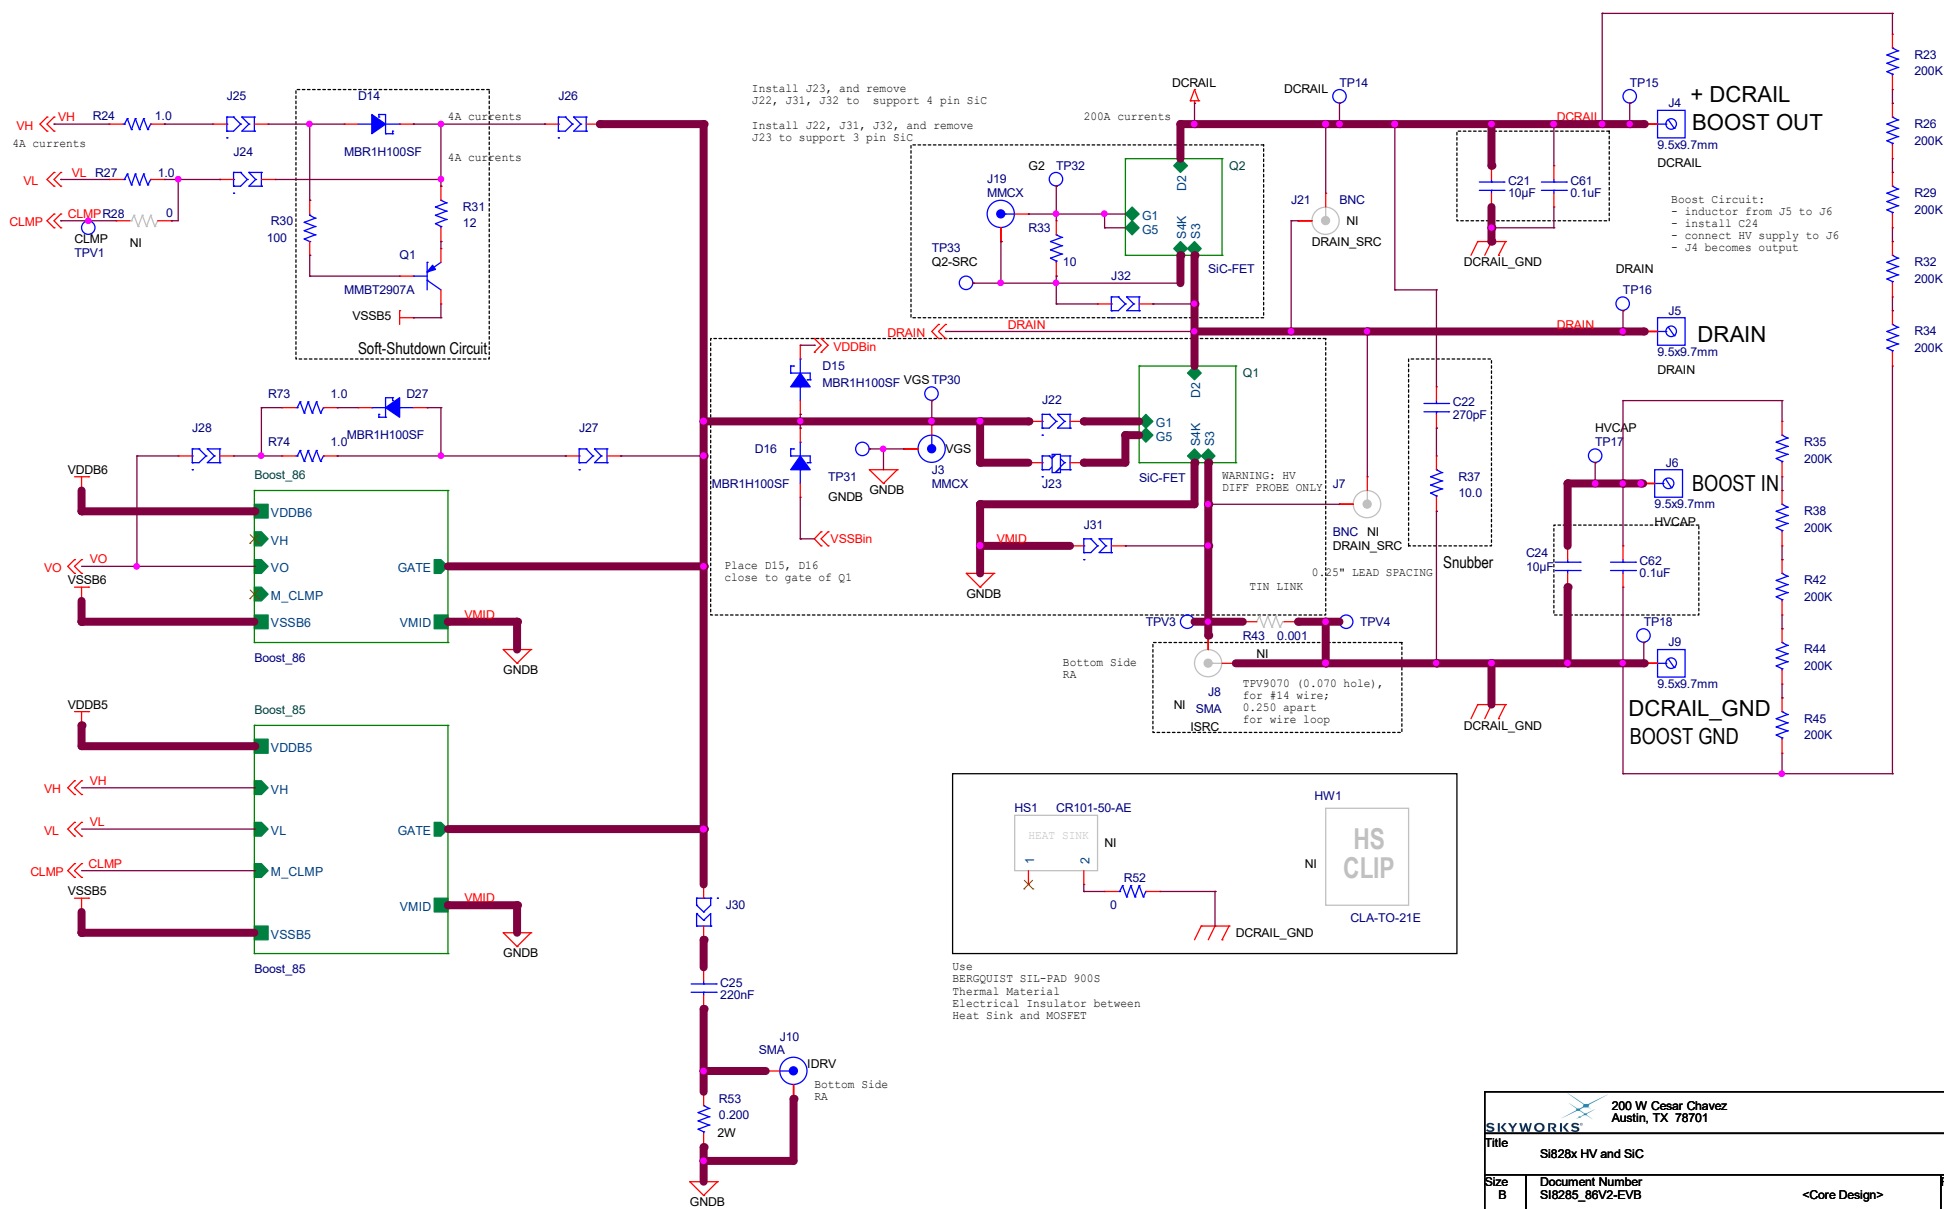 J25
D14
J26
VH
VH
R24
1.0
4A currents
4A currents
MBR1H100SF
J24
4A currents
VL
VL
R27
1.0
CLMP
CLMP
R28
0
CLMP
TPV1
NI
R30
100
R31
12
Q1
MMBT2907A
VSSB5
Soft-Shutdown Circuit
Install J23, and remove
J22, J31, J32 to support 4 pin SiC
Install J22, J31, J32, and remove
J23 to support 3 pin SiC
DCRAIL
200A currents
DCRAIL
TP14
TP15
J4
+ DCRAIL
BOOST OUT
9.5x9.7mm
DCRAIL
DCRAIL
R23
200K
R26
200K
R29
200K
R32
200K
R34
200K
G2
TP32
J19
MMCX
R33
10
TP33
Q2-SRC
J32
D2
Q2
G1
G5
S4K
S3
SiC-FET
J21
BNC
NI
DRAIN_SRC
C21
10µF
C61
0.1uF
DCRAIL_GND
Boost Circuit:
- inductor from J5 to J6
- install C24
- connect HV supply to J6
- J4 becomes output
DRAIN
TP16
DRAIN
DRAIN
DRAIN
J5
DRAIN
9.5x9.7mm
DRAIN
R73
1.0
D27
MBR1H100SF
J28
R74
1.0
J27
VDDBin
D15
MBR1H100SF
VGS
TP30
D16
MBR1H100SF
TP31
GNDB
GNDB
VGS
J3
MMCX
J22
J23
D2
Q1
G1
G5
S4K
S3
SiC-FET
WARNING: HV
DIFF PROBE ONLY
J7
BNC
NI
DRAIN_SRC
VSSBin
Place D15, D16
close to gate of Q1
VMID
J31
GNDB
TIN LINK
0.25" LEAD SPACING
C22
270pF
R37
10.0
Snubber
HVCAP
TP17
J6
BOOST IN
9.5x9.7mm
HVCAP
C24
10µF
C62
0.1uF
R35
200K
R38
200K
R42
200K
R44
200K
R45
200K
TPV3
TPV4
R43
0.001
NI
Bottom Side
RA
J8
NI
SMA
ISRC
TPV9070 (0.070 hole),
for #14 wire;
0.250 apart
for wire loop
DCRAIL_GND
TP18
J9
9.5x9.7mm
DCRAIL_GND
BOOST GND
VDDB6
Boost_86
VDDB6
VH
VO
VO
VO
M_CLMP
VSSB6
VSSB6
GATE
VMID
VMID
GNDB
Boost_86
VDDB5
Boost_85
VDDB5
VH
VH
VH
VL
VL
VL
CLMP
CLMP
M_CLMP
VSSB5
VSSB5
GATE
VMID
VMID
GNDB
Boost_85
J30
C25
220nF
J10
SMA
IDRV
Bottom Side
RA
R53
0.200
2W
GNDB
HS1
CR101-50-AE
HEAT SINK
1
2
NI
R52
0
DCRAIL_GND
HW1
HS
CLIP
NI
CLA-TO-21E
Use
BERGQUIST SIL-PAD 900S
Thermal Material
Electrical Insulator between
Heat Sink and MOSFET
SKYWORKS
200 W Cesar Chavez
Austin, TX 78701
Title
Si828x HV and SiC
Size
B
Document Number
SI8285_86V2-EVB
<Core Design>